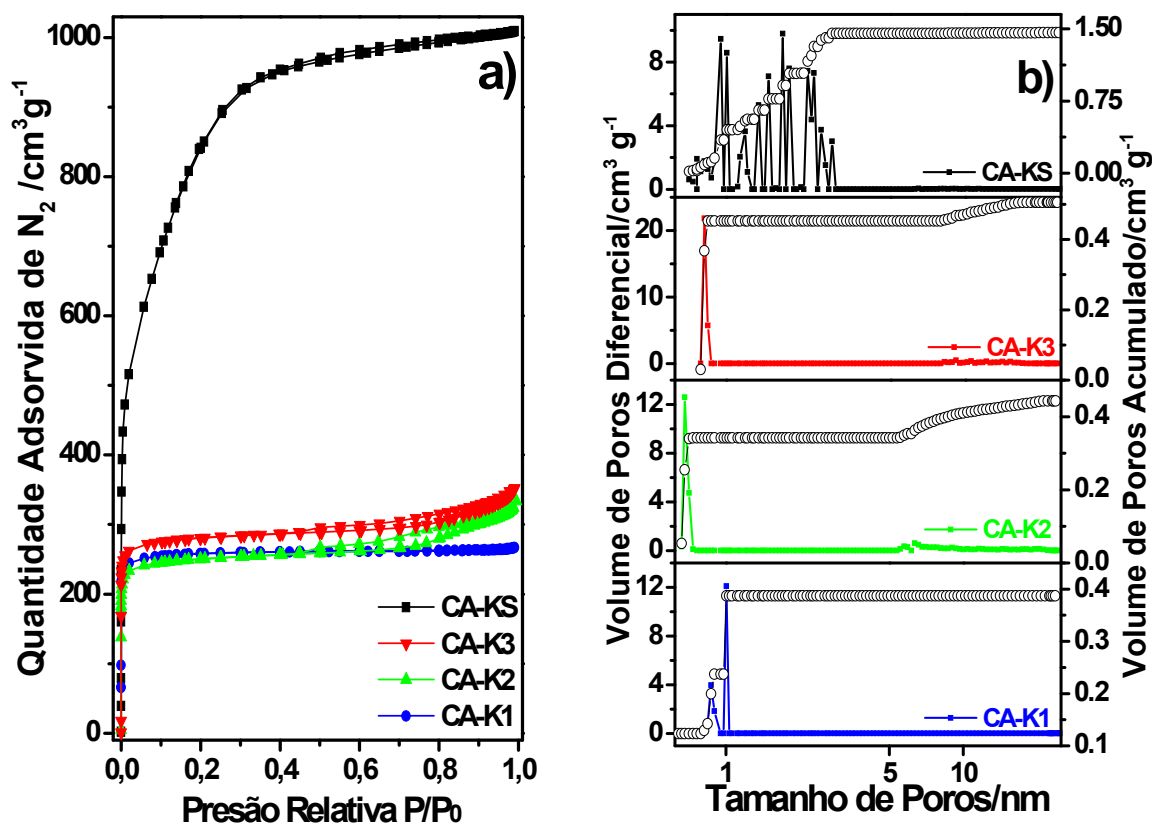 a)
Quantidade Adsorvida de N2 /cm3g-1
1000
800
600
400
200
0
0,0 0,2 0,4 0,6 0,8 1,0
Presão Relativa P/P0
CA-KS
CA-K3
CA-K2
CA-K1
b)
Volume de Poros Diferencial/cm3 g-1
Volume de Poros Acumulado/cm3 g-1
8
4
0
1.50
0.75
0.00
CA-KS
20
10
0
0.4
0.2
0.0
CA-K3
12
8
4
0
0.4
0.2
0.0
CA-K2
12
8
4
0
0.4
0.3
0.2
0.1
CA-K1
1 5 10
Tamanho de Poros/nm